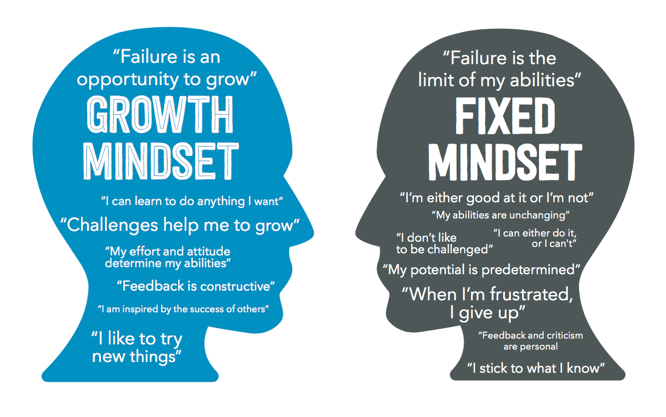 “Failure is an
opportunity to grow”
GROWTH
MINDSET
“I can learn to do anything I want”
“Challenges help me to grow”
“My effort and attitude
determine my abilities”
“Feedback is constructive”
“I am inspired by the success of others”
“I like to try
new things”
“Failure is the
limit of my abilities”
FIXED
MINDSET
“I’m either good at it or I’m not”
“My abilities are unchanging”
“I don’t like
to be challenged”
“I can either do it,
or I can’t”
“My potential is predetermined”
“When I’m frustrated,
I give up”
“Feedback and criticism
are personal
“I stick to what I know”